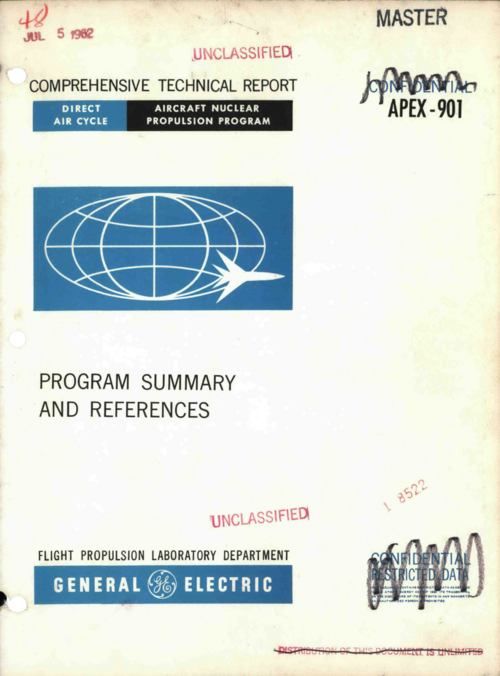 48
JUL 5 1962
MASTER
UNCLASSIFIED
CONFIDENTIAL
COMPREHENSIVE TECHNICAL REPORT
APEX-901
DIRECT
AIR CYCLE
AIRCRAFT NUCLEAR
PROPULSION PROGRAM
PROGRAM SUMMARY
AND REFERENCES
1 8522
UNCLASSIFIED
FLIGHT PROPULSION LABORATORY DEPARTMENT
GENERAL GE ELECTRIC
CONFIDENTIAL
RESTRICTED DATA
DISTRIBUTION OF THIS DOCUMENT IS UNLIMITED